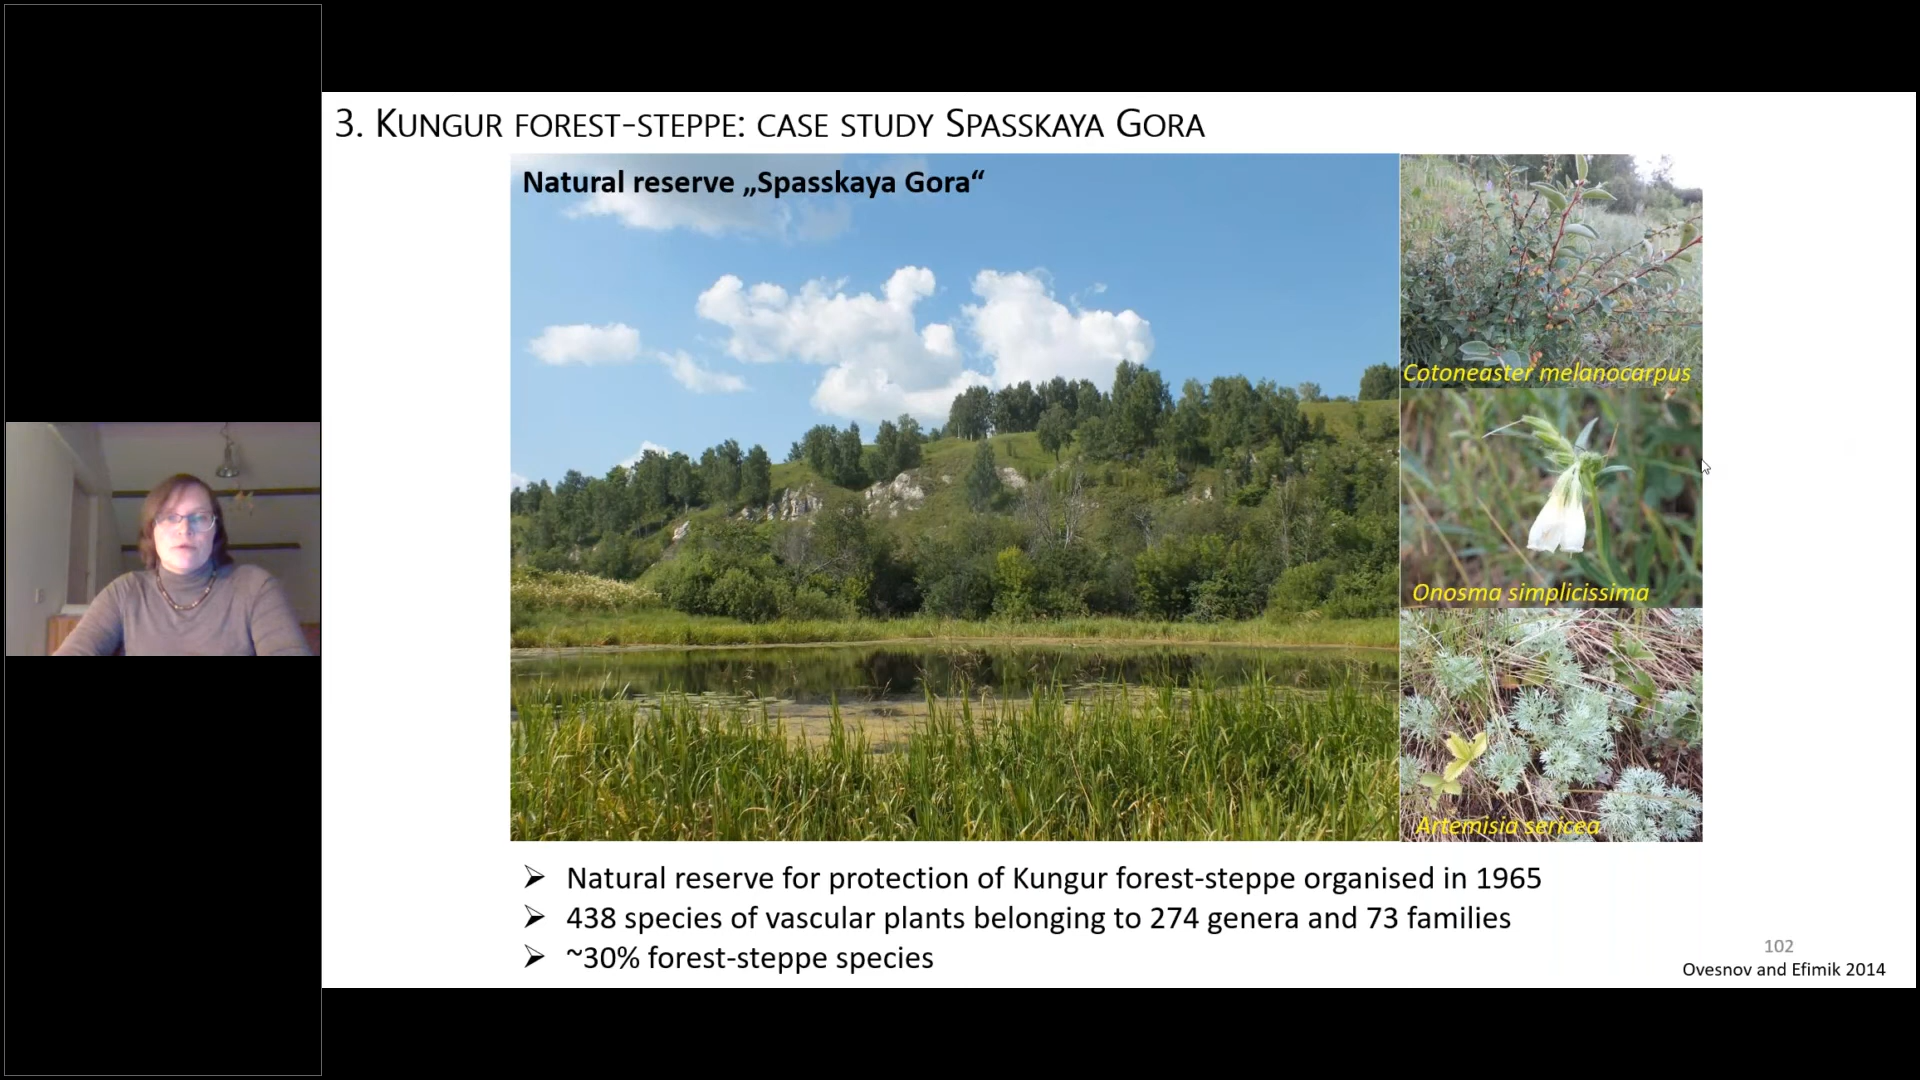 3. Kungur forest-steppe: case study Spasskaya Gora
Natural reserve „Spasskaya Gora“
Cotoneaster melanocarpus
Onosma simplicissima
Artemisia sericea
➢ Natural reserve for protection of Kungur forest-steppe organised in 1965
➢ 438 species of vascular plants belonging to 274 genera and 73 families
➢ ~30% forest-steppe species
102
Ovesnov and Efimik 2014